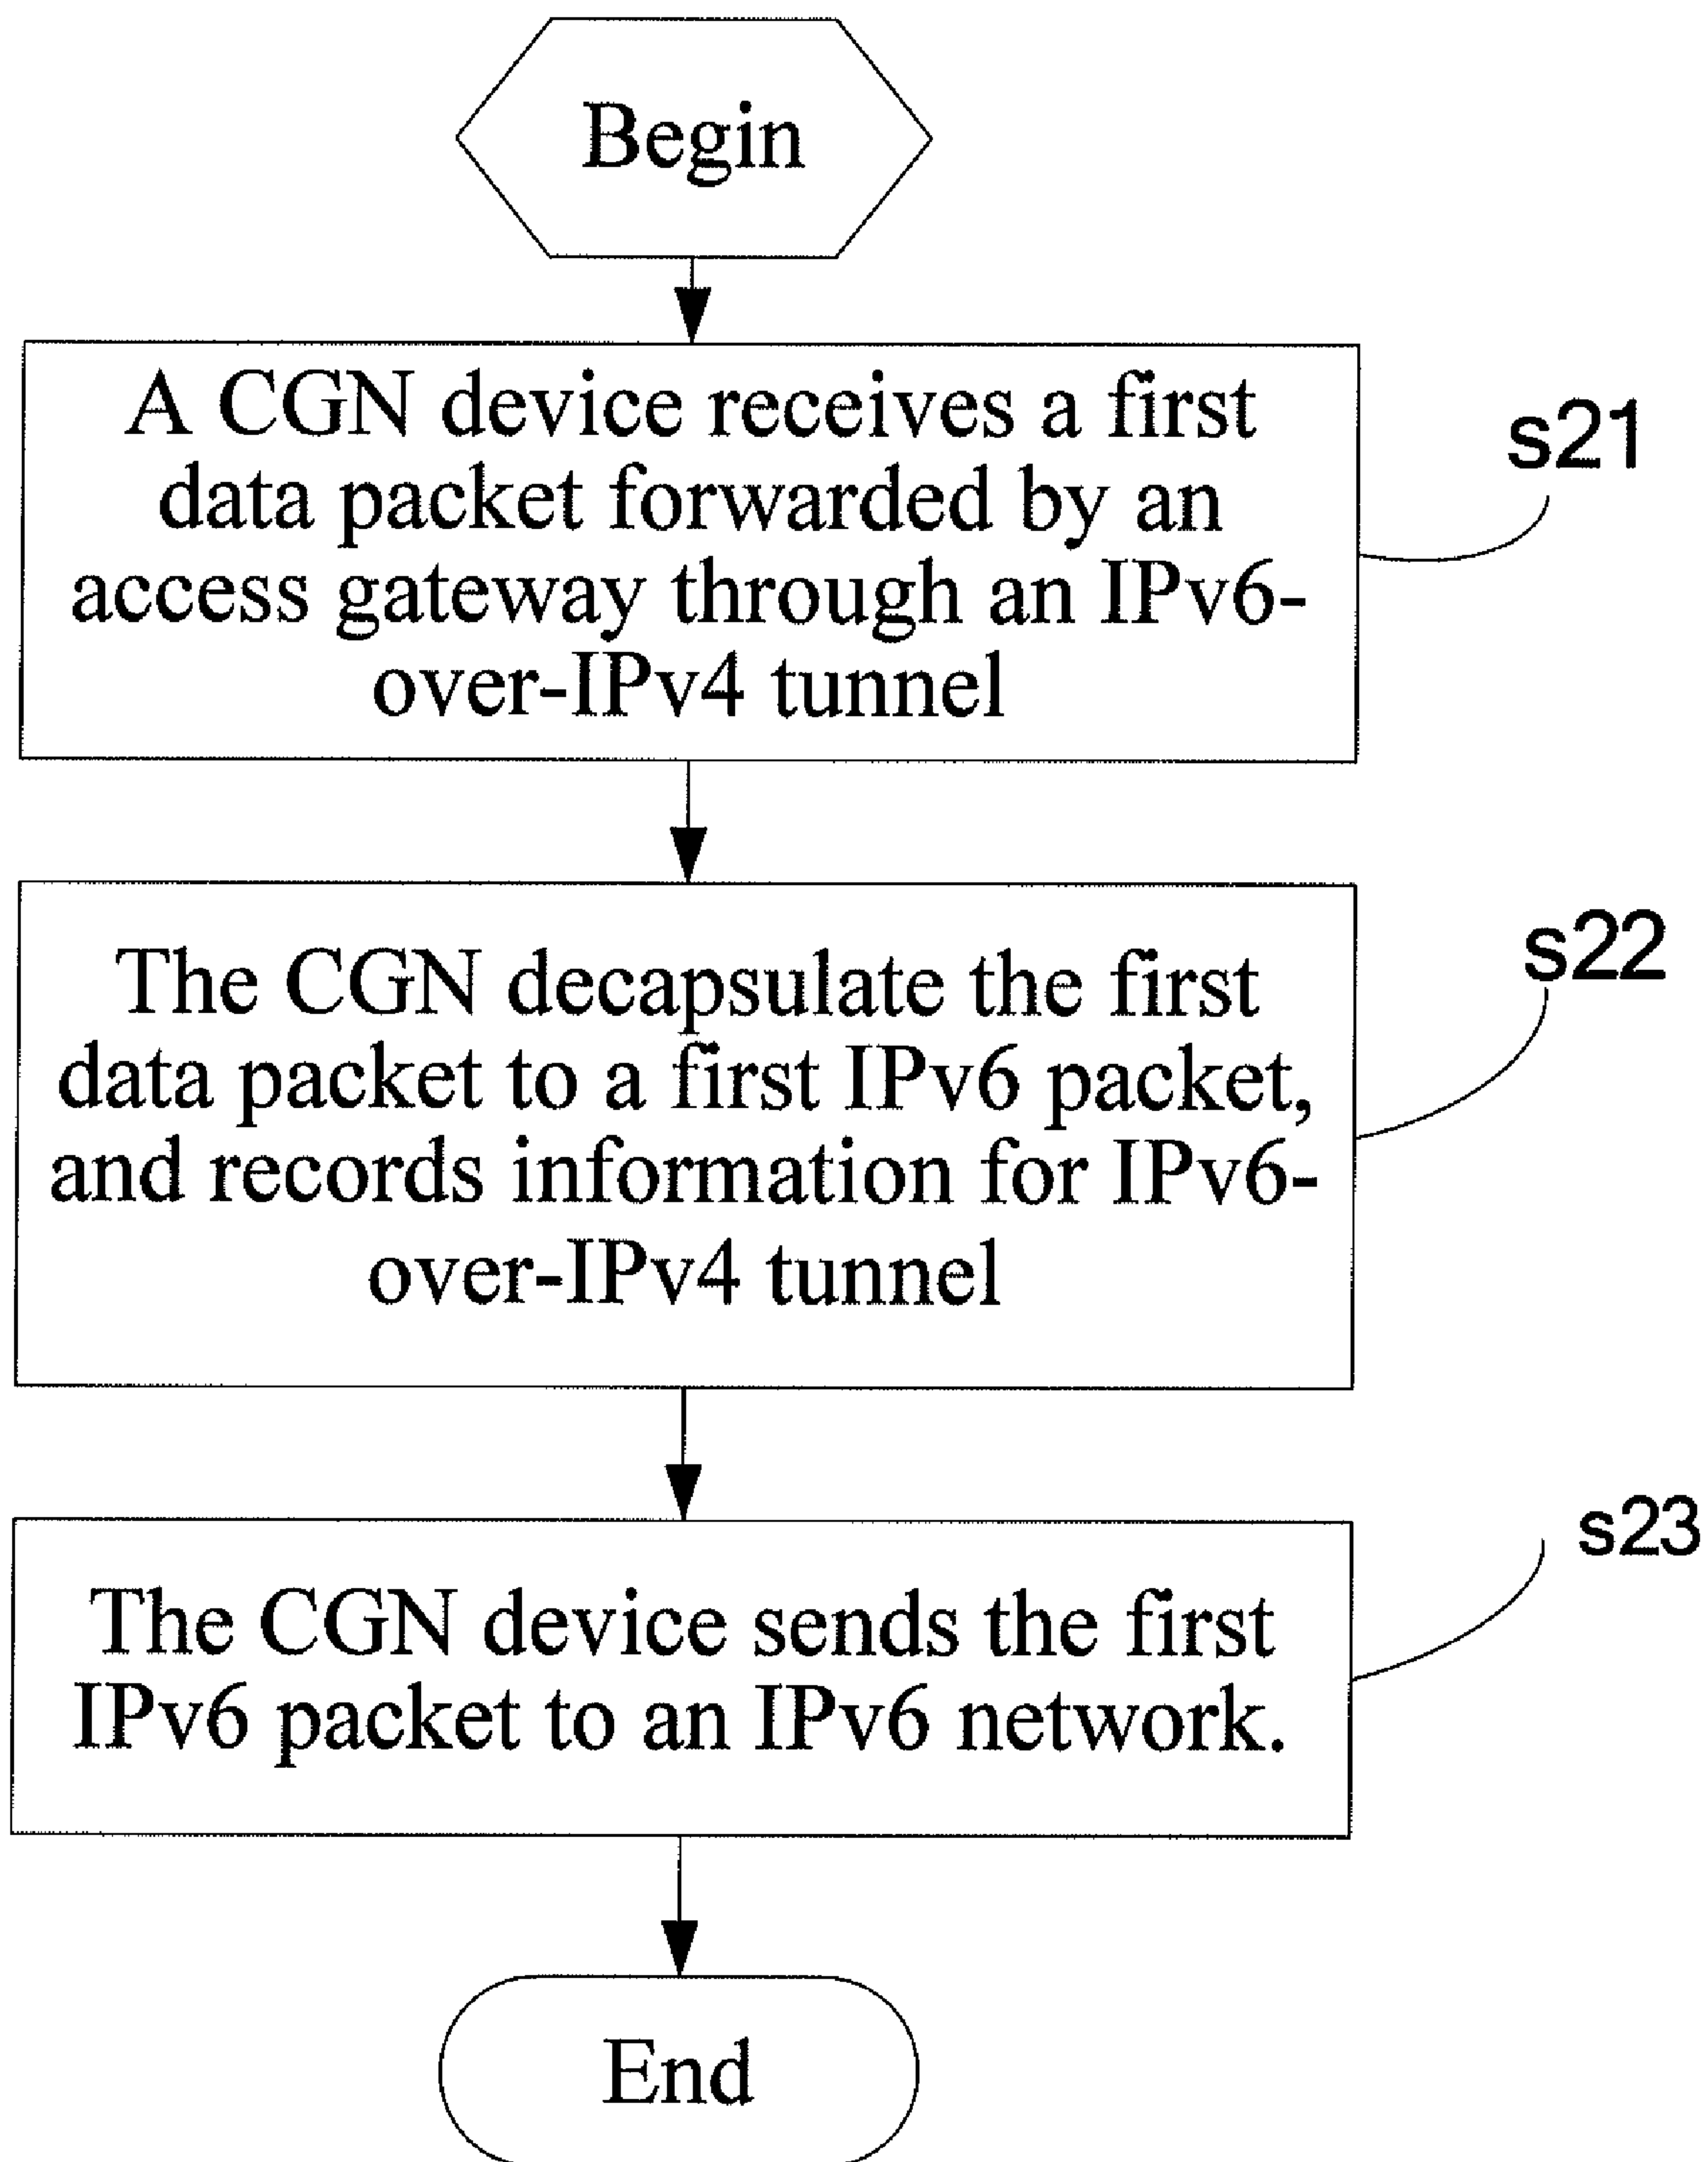 Begin
A CGN device receives a first
data packet forwarded by an
access gateway through an IPv6-
over-IPv4 tunnel
s21
The CGN decapsulate the first
data packet to a first IPv6 packet,
and records information for IPv6-
over-IPv4 tunnel
s22
The CGN device sends the first
IPv6 packet to an IPv6 network.
s23
End